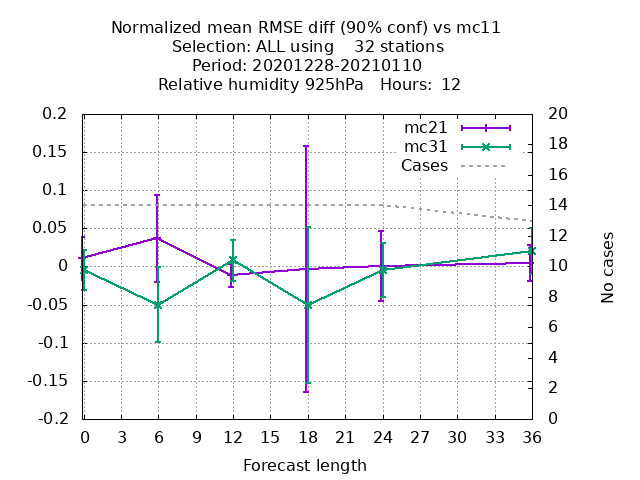 Normalized mean RMSE diff (90% conf) vs mc11
Selection: ALL using    32 stations
Period: 20201228-20210110
Relative humidity 925hPa   Hours:  12
mc21
mc31
Cases
0.2
0.15
0.1
0.05
0
-0.05
-0.1
-0.15
-0.2
20
18
16
14
12
10
8
6
4
2
0
No cases
0 3 6 9 12 15 18 21 24 27 30 33 36
Forecast length